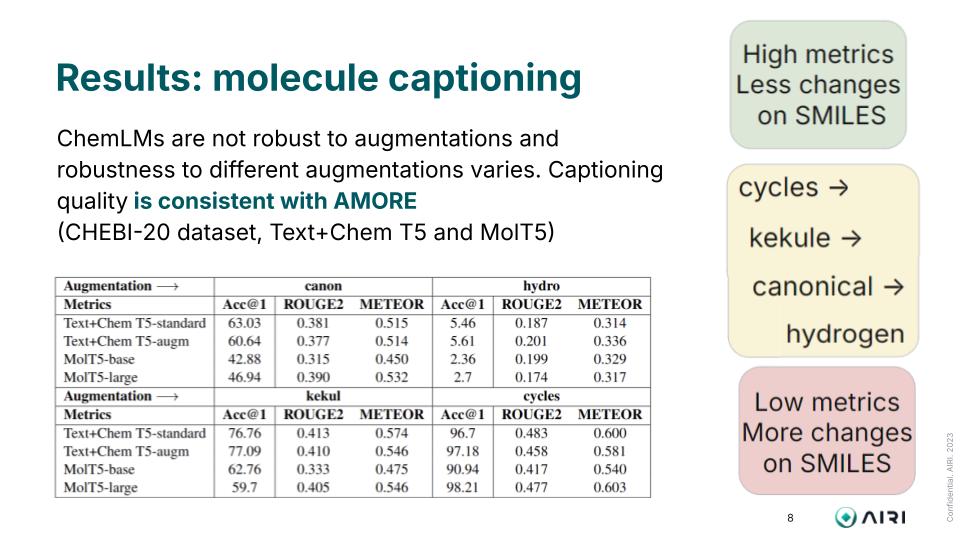 Results: molecule captioning
ChemLMs are not robust to augmentations and
robustness to different augmentations varies. Captioning
quality is consistent with AMORE
(CHEBI-20 dataset, Text+Chem T5 and MolT5)
Augmentation → canon hydro
Metrics Acc@1 ROUGE2 METEOR Acc@1 ROUGE2 METEOR
Text+Chem T5-standard 63.03 0.381 0.515 5.46 0.187 0.314
Text+Chem T5-augm 60.64 0.377 0.514 5.61 0.201 0.336
MolT5-base 42.88 0.315 0.450 2.36 0.199 0.329
MolT5-large 46.94 0.390 0.532 2.7 0.174 0.317
Augmentation → kekul cycles
Metrics Acc@1 ROUGE2 METEOR Acc@1 ROUGE2 METEOR
Text+Chem T5-standard 76.76 0.413 0.574 96.7 0.483 0.600
Text+Chem T5-augm 77.09 0.410 0.546 97.18 0.458 0.581
MolT5-base 62.76 0.333 0.475 90.94 0.417 0.540
MolT5-large 59.7 0.405 0.546 98.21 0.477 0.603
High metrics
Less changes
on SMILES
cycles →
kekule →
canonical →
hydrogen
Low metrics
More changes
on SMILES
8
AIRI
Confidential, AIRI, 2023